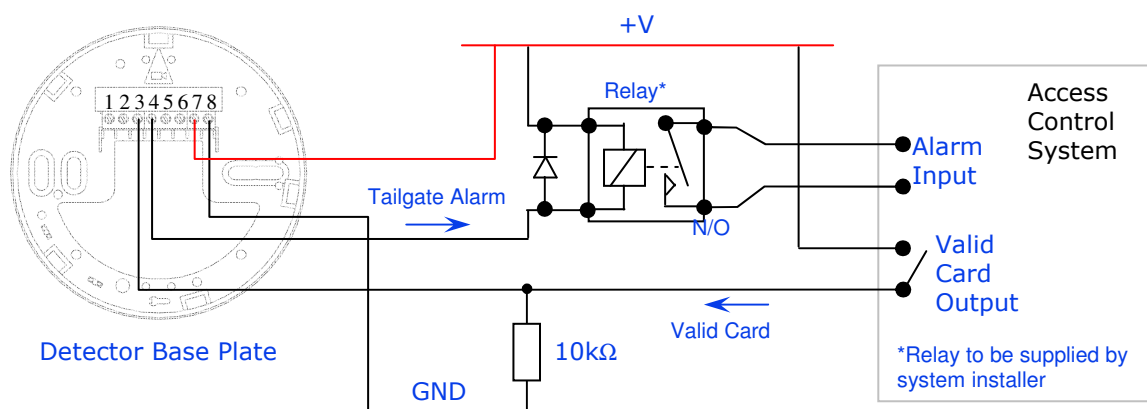 +V
1 2 3 4 5 6 7 8
Relay*
Access
Control
System
Alarm
Input
Tailgate Alarm
N/O
Valid
Card
Output
Valid Card
Detector Base Plate
10kΩ
GND
*Relay to be supplied by
system installer